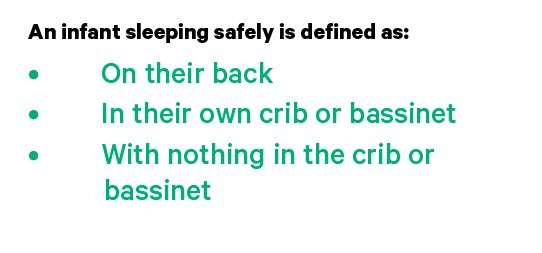 An infant sleeping safely is defined as:
• On their back
• In their own crib or bassinet
• With nothing in the crib or
bassinet